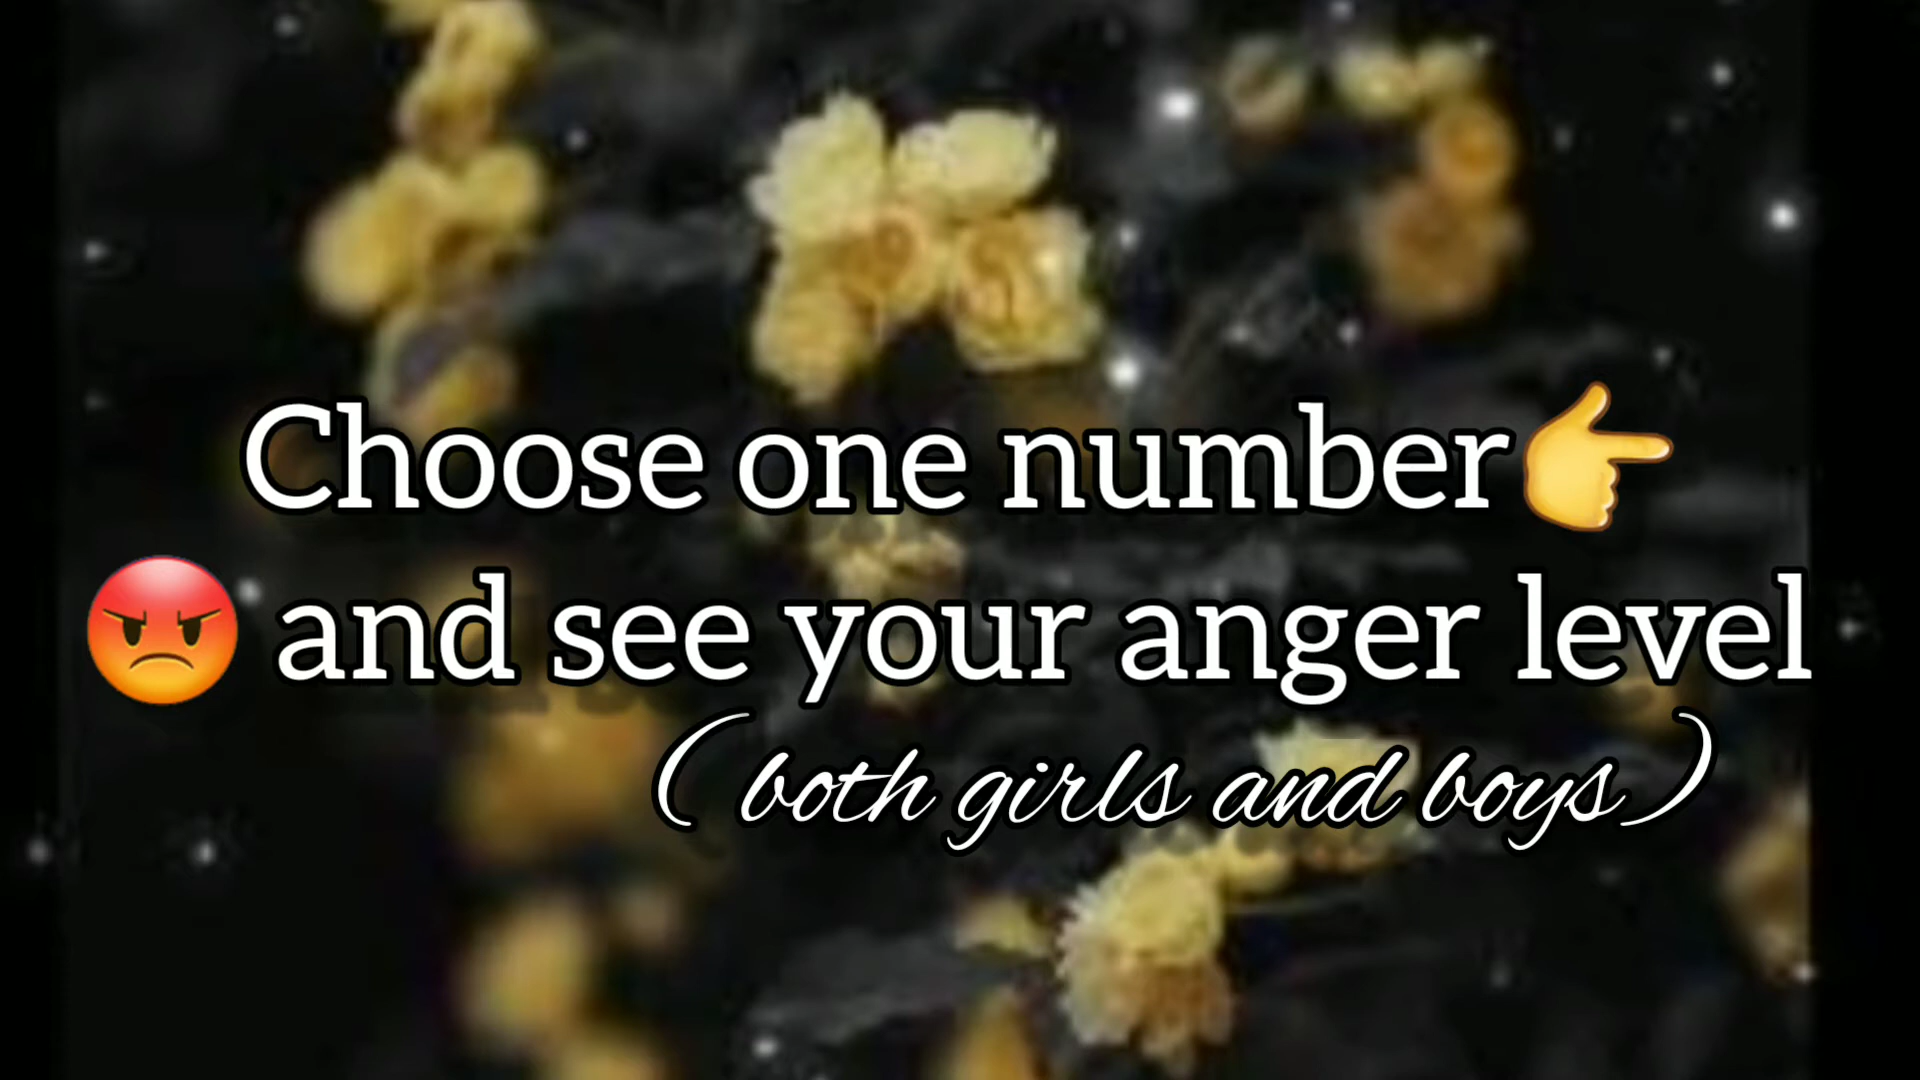 Choose one number👉
😡 and see your anger level
(both girls and boys)